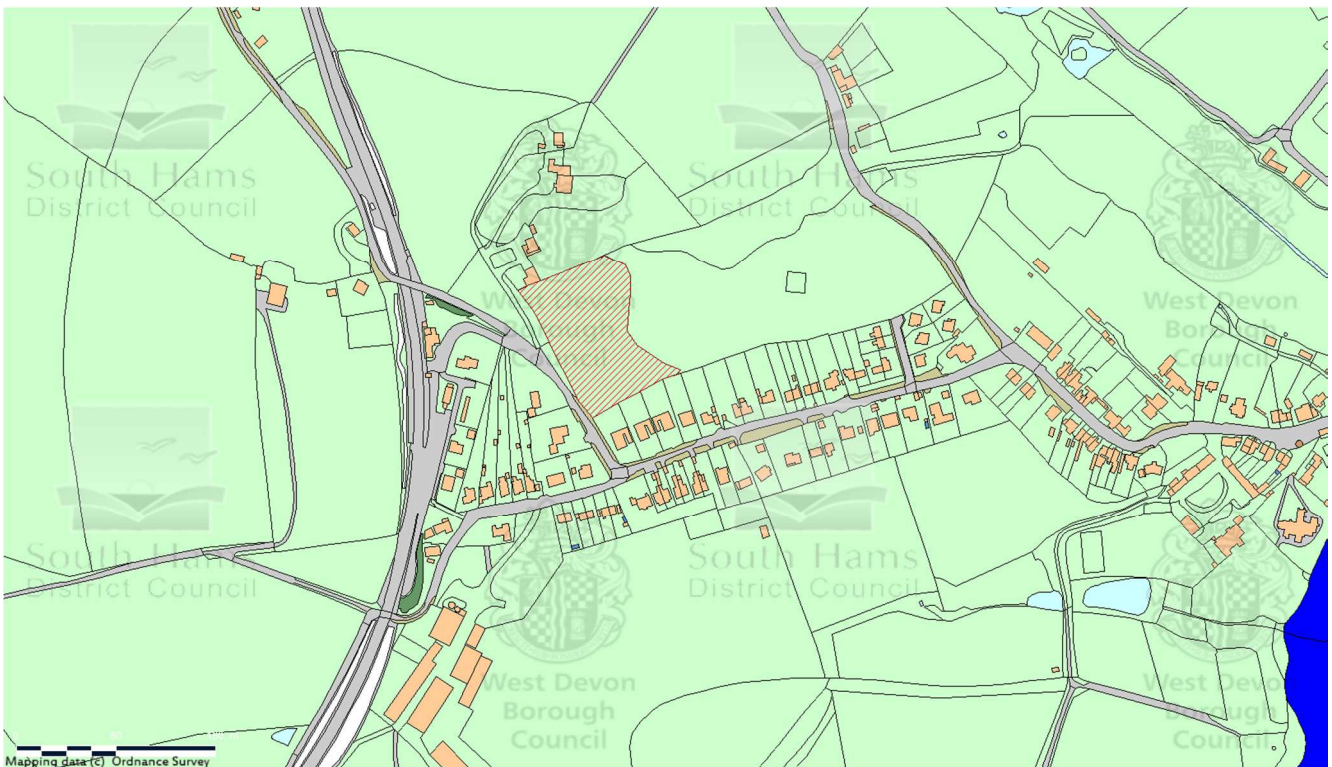 South Hams
District Council
South Hams
District Council
West Devon
Borough
Council
West Devon
Borough
Council
South Hams
District Council
South Hams
District Council
West Devon
Borough
Council
West Devon
Borough
Council
Mapping data (c) Ordnance Survey